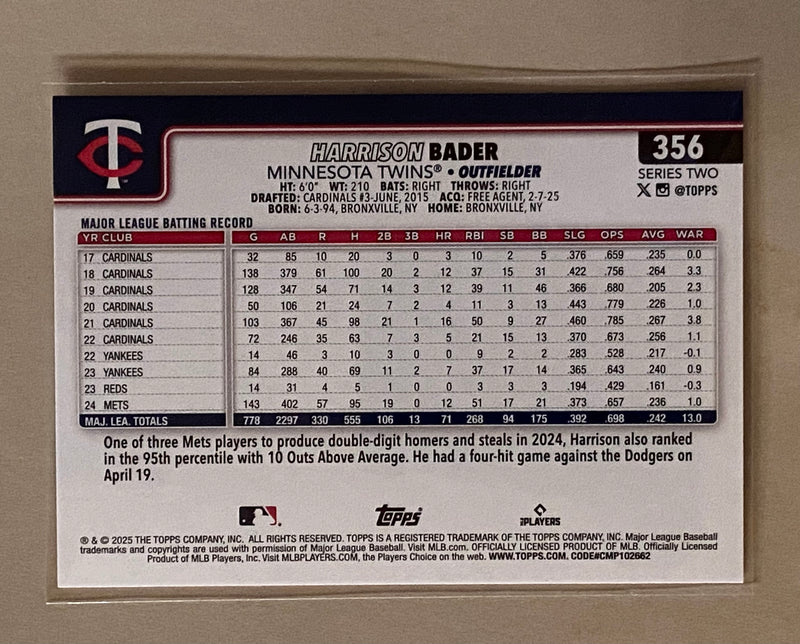 TC
HARRISON BADER
356
MINNESOTA TWINS® • OUTFIELDER
SERIES TWO
HT: 6'0" WT: 210 BATS: RIGHT THROWS: RIGHT
@TOPPS
DRAFTED: CARDINALS #3-JUNE, 2015 ACQ: FREE AGENT, 2-7-25
BORN: 6-3-94, BRONXVILLE, NY HOME: BRONXVILLE, NY
MAJOR LEAGUE BATTING RECORD
YR CLUB G AB R H 2B 3B HR RBI SB BB SLG OPS AVG WAR
17 CARDINALS 32 85 10 20 3 0 3 10 2 5 .376 .659 .235 0.0
18 CARDINALS 138 379 61 100 20 2 12 37 15 31 .422 .756 .264 3.3
19 CARDINALS 128 347 54 71 14 3 12 39 11 46 .366 .680 .205 2.3
20 CARDINALS 50 106 21 24 7 2 4 11 3 13 .443 .779 .226 1.0
21 CARDINALS 103 367 45 98 21 1 16 50 9 27 .460 .785 .267 3.8
22 CARDINALS 72 246 35 63 7 3 5 21 15 13 .370 .673 .256 1.1
22 YANKEES 14 46 3 10 3 0 0 9 2 2 .283 .528 .217 -0.1
23 YANKEES 84 288 40 69 11 2 7 37 17 14 .365 .643 .240 0.9
23 REDS 14 31 4 5 1 0 0 3 3 3 .194 .429 .161 -0.3
24 METS 143 402 57 95 19 0 12 51 17 21 .373 .657 .236 1.0
MAJ. LEA. TOTALS 778 2297 330 555 106 13 71 268 94 175 .392 .698 .242 13.0
One of three Mets players to produce double-digit homers and steals in 2024, Harrison also ranked
in the 95th percentile with 10 Outs Above Average. He had a four-hit game against the Dodgers on
April 19.
Topps
PLAYERS
® & © 2025 THE TOPPS COMPANY, INC. ALL RIGHTS RESERVED. TOPPS IS A REGISTERED TRADEMARK OF THE TOPPS COMPANY, INC. Major League Baseball
trademarks and copyrights are used with permission of Major League Baseball. Visit MLB.com. OFFICIALLY LICENSED PRODUCT OF MLB. Officially Licensed
Product of MLB Players, Inc. Visit MLBPLAYERS.COM, the Players Choice on the web. WWW.TOPPS.COM. CODE#CMP102662